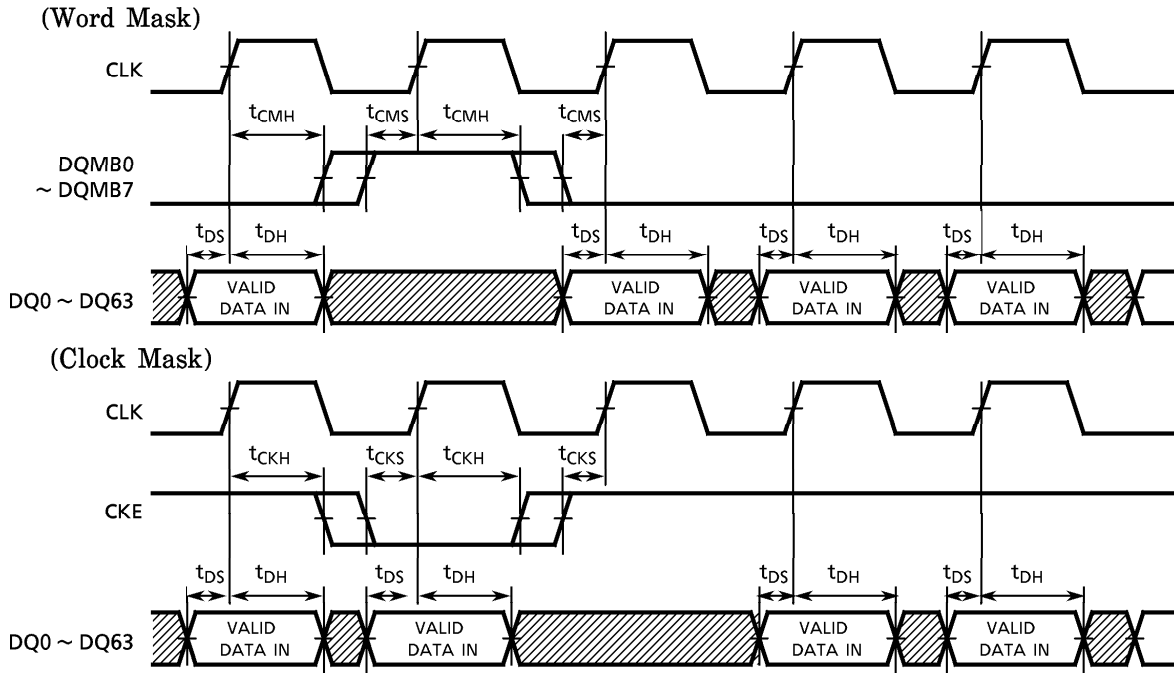 (Word Mask)
CLK
tCMH tCMS tCMH tCMS
DQMB0
~ DQMB7
tDS tDH tDS tDH tDS tDH tDS tDH
DQ0 ~ DQ63
VALID DATA IN
VALID DATA IN
VALID DATA IN
VALID DATA IN
(Clock Mask)
CLK
tCKH tCKS tCKH tCKS
CKE
tDS tDH tDS tDH tDS tDH tDS tDH
DQ0 ~ DQ63
VALID DATA IN
VALID DATA IN
VALID DATA IN
VALID DATA IN